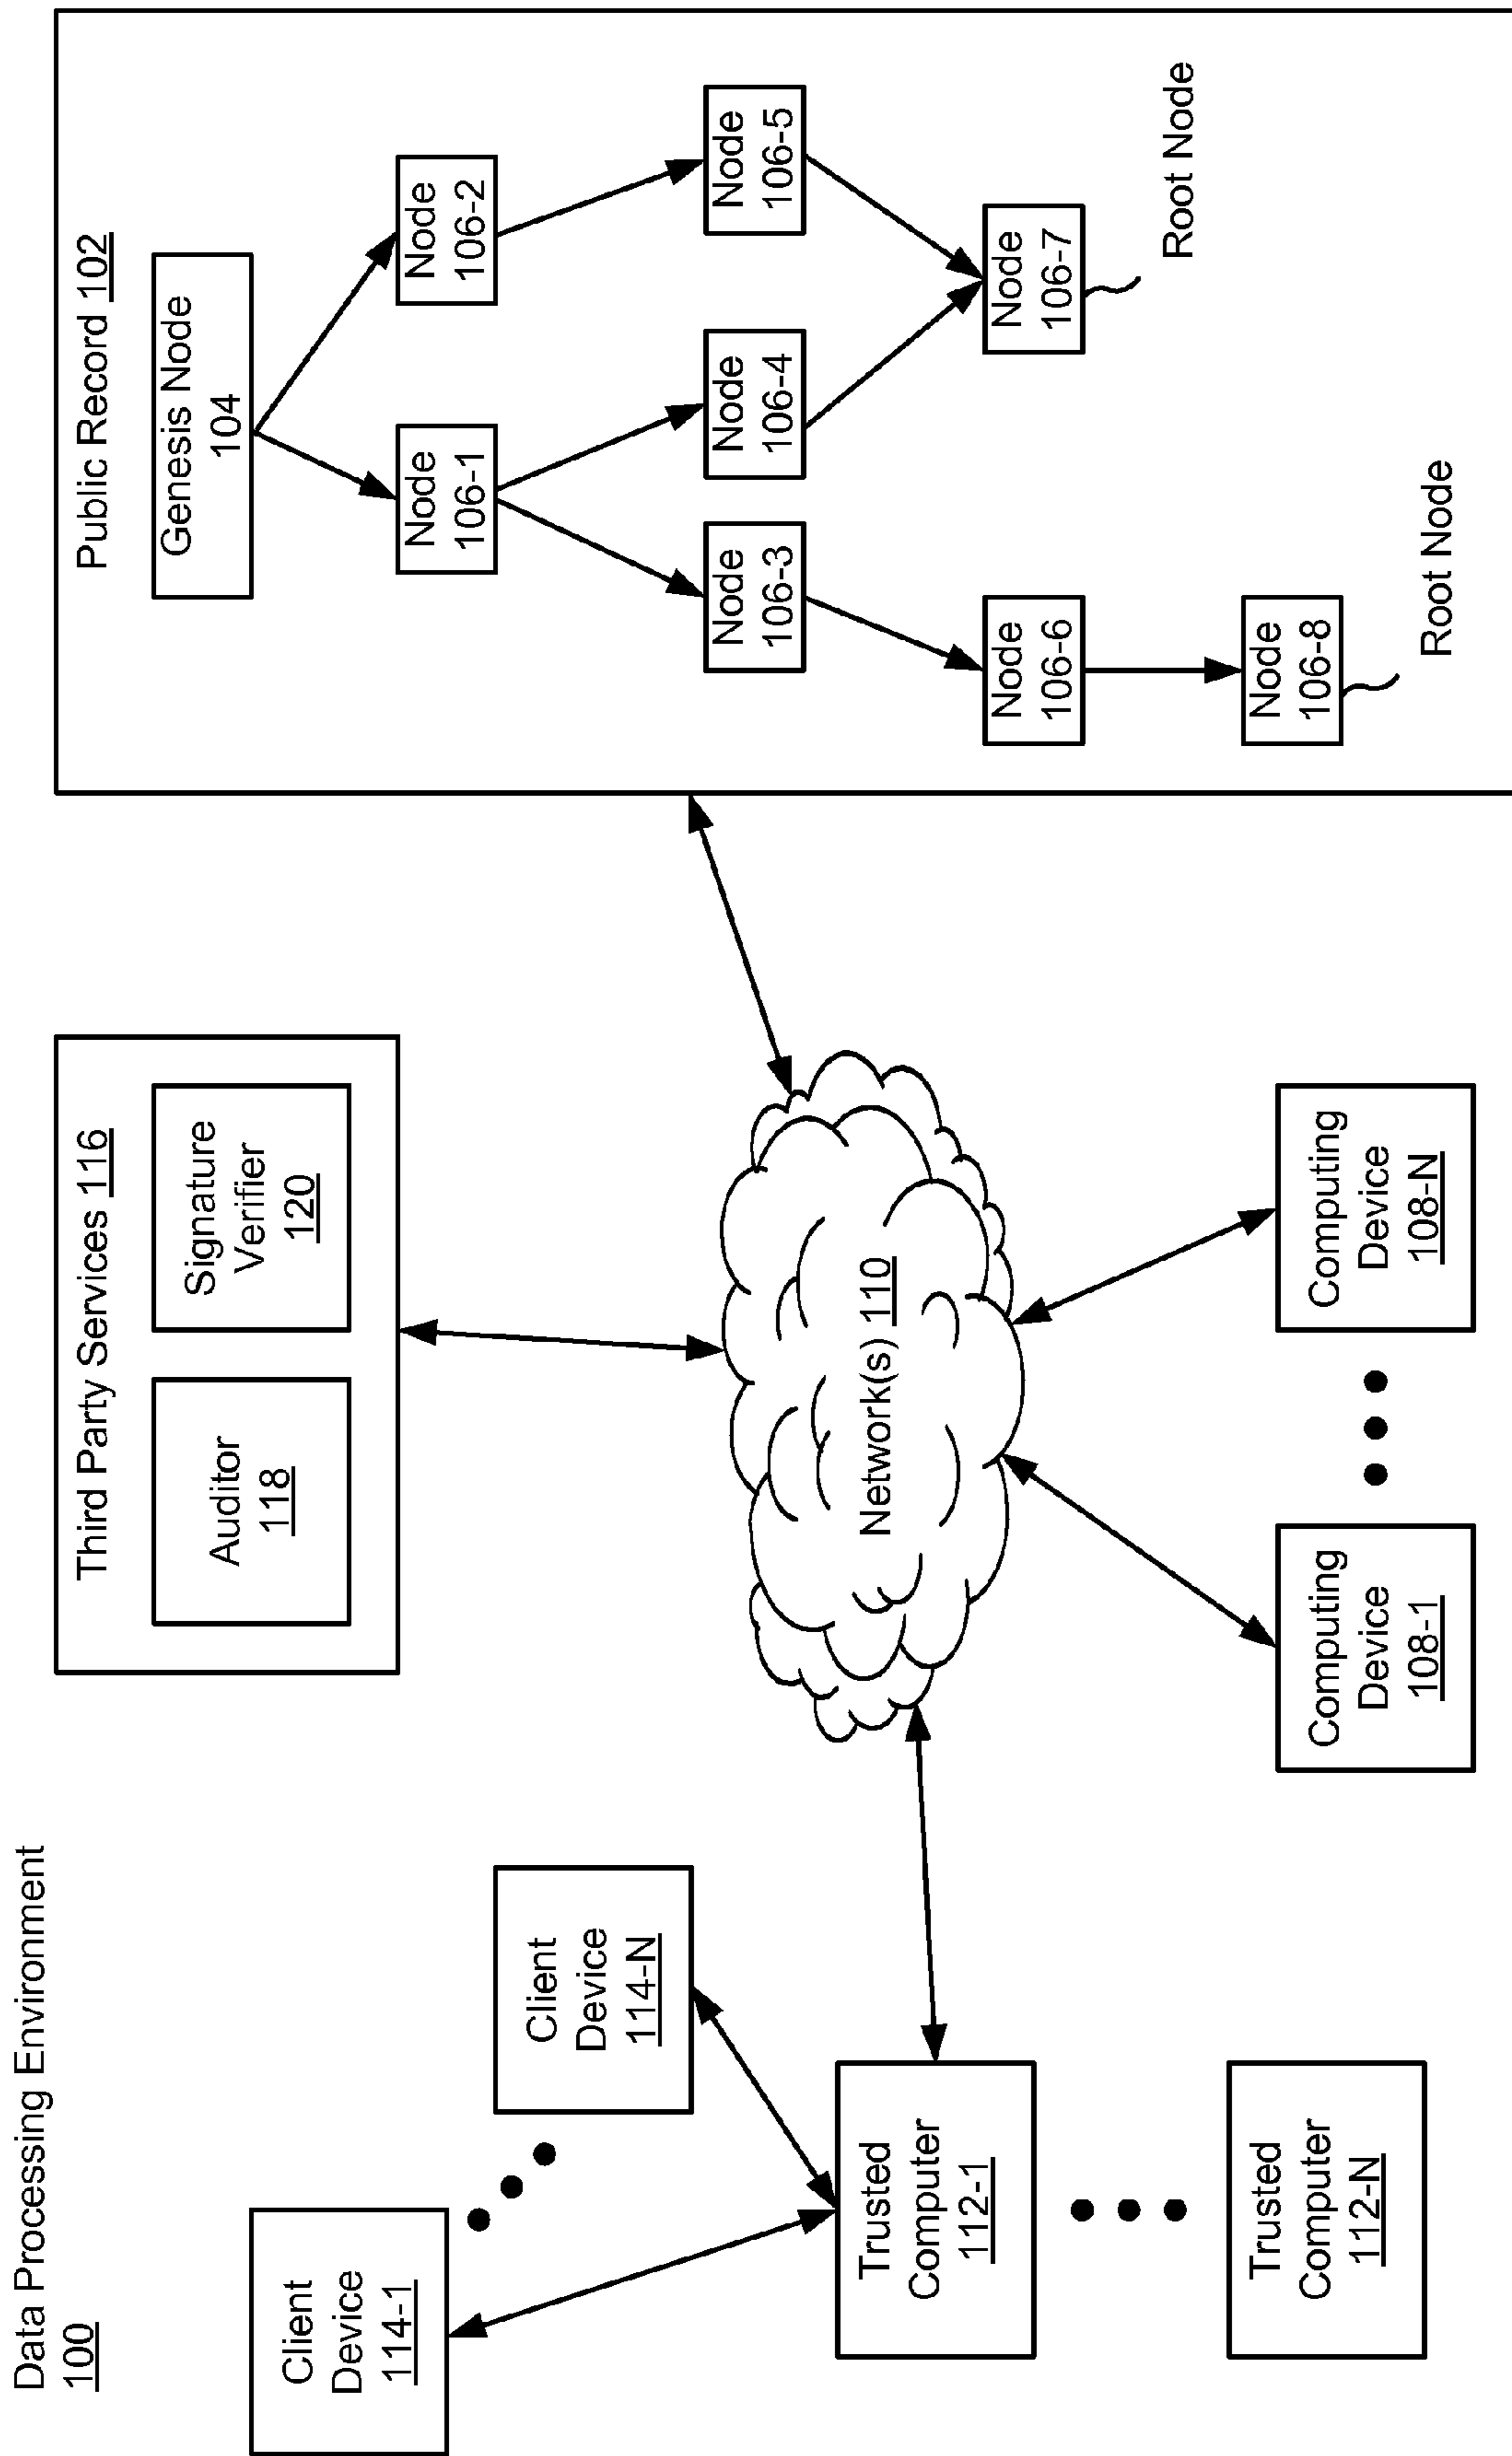 Data Processing Environment
100
Client
Device
114-1
Client
Device
114-N
Trusted
Computer
112-1
Trusted
Computer
112-N
Third Party Services 116
Auditor
118
Signature
Verifier
120
Network(s) 110
Computing
Device
108-1
Computing
Device
108-N
Public Record 102
Genesis Node
104
Node
106-1
Node
106-2
Node
106-3
Node
106-4
Node
106-5
Node
106-6
Node
106-7
Root Node
Node
106-8
Root Node